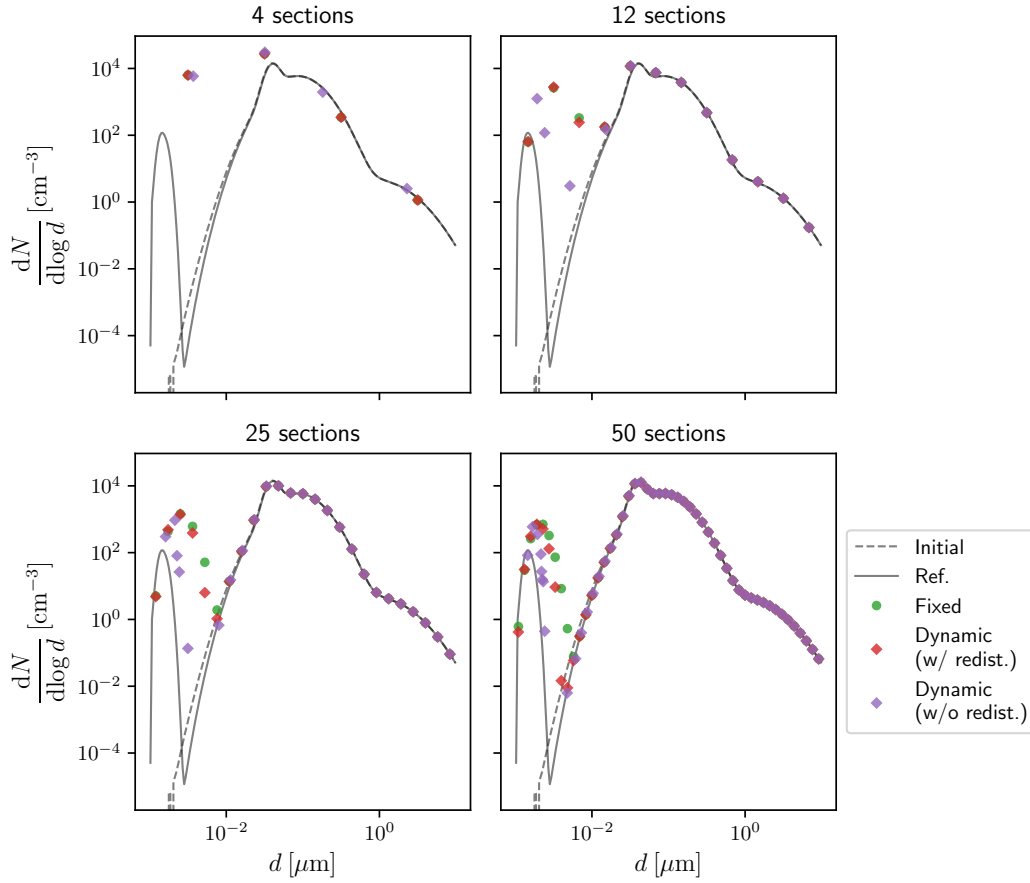 4 sections
12 sections
10^4
10^2
10^0
10^{-2}
10^{-4}
dN
dlog d [cm^{-3}]
25 sections
50 sections
10^4
10^2
10^0
10^{-2}
10^{-4}
dN
dlog d [cm^{-3}]
10^{-2}
10^0
10^{-2}
10^0
d [μm]
d [μm]
Initial
Ref.
Fixed
Dynamic
(w/ redist.)
Dynamic
(w/o redist.)